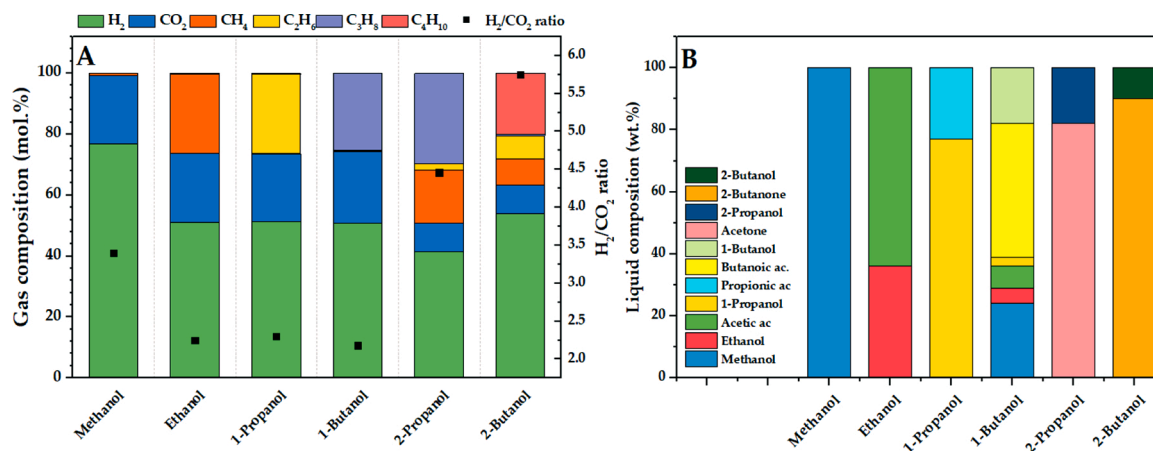 H₂ CO₂ CH₄ C₂H₆ C₃H₈ C₄H₁₀ H₂/CO₂ ratio
A
Gas composition (mol.%)
100
80
60
40
20
0
6.0
5.5
5.0
4.5
4.0
3.5
3.0
2.5
2.0
H₂/CO₂ ratio
Methanol Ethanol 1-Propanol 1-Butanol 2-Propanol 2-Butanol
B
Liquid composition (wt.%)
100
80
60
40
20
0
2-Butanol
2-Butanone
2-Propanol
Acetone
1-Butanol
Butanoic ac.
Propionic ac
1-Propanol
Acetic ac
Ethanol
Methanol
Methanol Ethanol 1-Propanol 1-Butanol 2-Propanol 2-Butanol